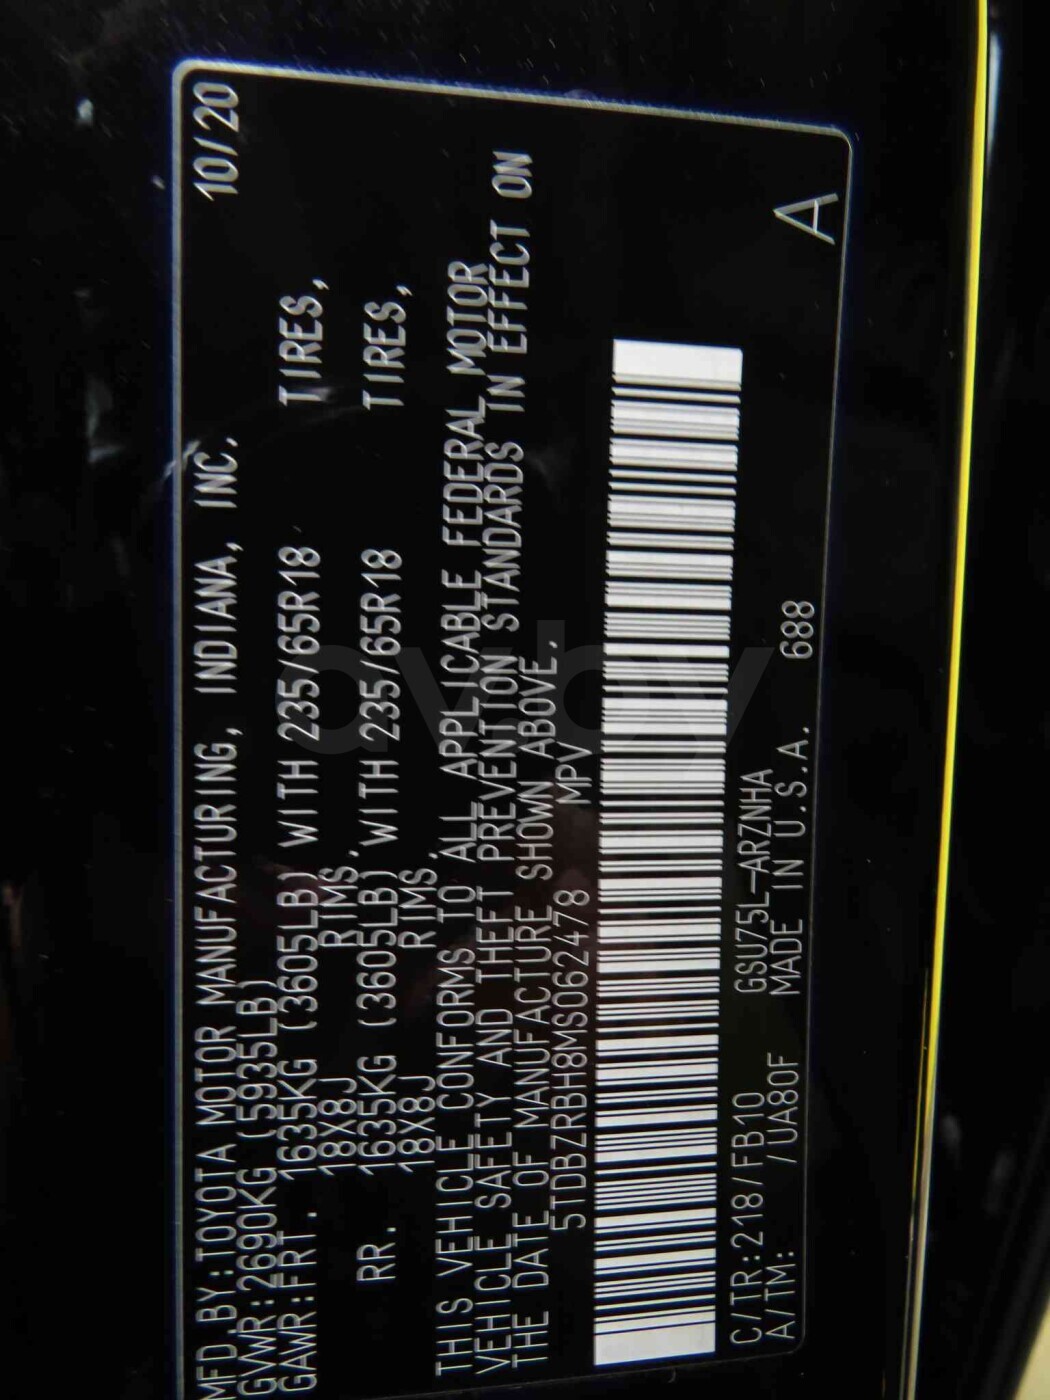 MFD.BY:TOYOTA MOTOR MANUFACTURING, INDIANA, INC. 10/20
GVWR:2690KG (5935LB)
GAWR:FRT. 1635KG (3605LB) WITH 235/65R18 TIRES,
18X8J RIMS,
RR. 1635KG (3605LB) WITH 235/65R18 TIRES,
18X8J RIMS,
THIS VEHICLE CONFORMS TO ALL APPLICABLE FEDERAL MOTOR
VEHICLE SAFETY AND THEFT PREVENTION STANDARDS IN EFFECT ON
THE DATE OF MANUFACTURE SHOWN ABOVE.
5TDBZRBH8MS062478 MPV
C/TR:218/FB10 GSU75L-ARZNHA
A/TM: /UA80F MADE IN U.S.A. 688
A
av.by